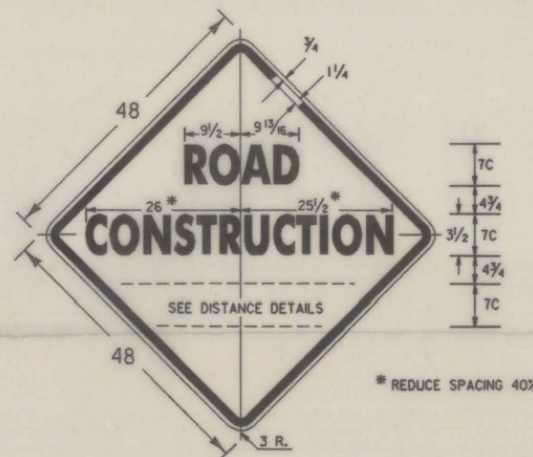 3/4
1 1/4
48
9 1/2 9 13/16
ROAD
7C
4 3/4
26 * 25 1/2 *
CONSTRUCTION
3 1/2 7C
4 3/4
SEE DISTANCE DETAILS
7C
48
* REDUCE SPACING 40%
3 R.